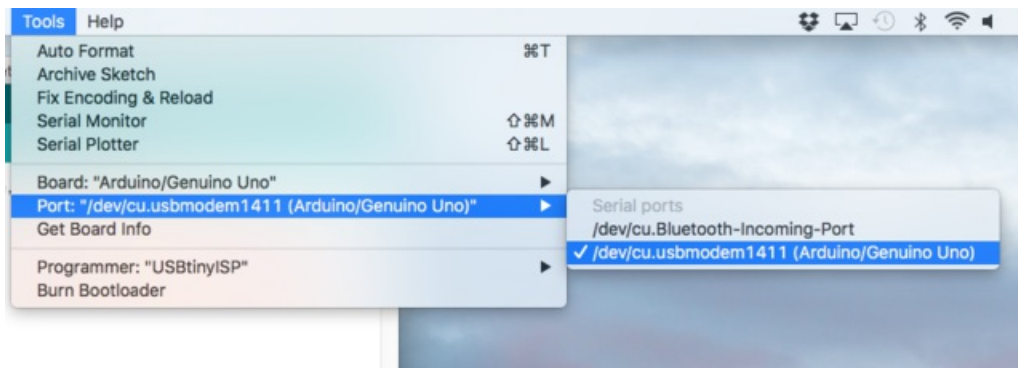 Tools Help
Auto Format ⌘T
Archive Sketch
Fix Encoding & Reload
Serial Monitor ⇧⌘M
Serial Plotter ⇧⌘L
Board: "Arduino/Genuino Uno" ▶
Port: "/dev/cu.usbmodem1411 (Arduino/Genuino Uno)" ▶
Get Board Info
Programmer: "USBtinyISP" ▶
Burn Bootloader
Serial ports
/dev/cu.Bluetooth-Incoming-Port
✓ /dev/cu.usbmodem1411 (Arduino/Genuino Uno)